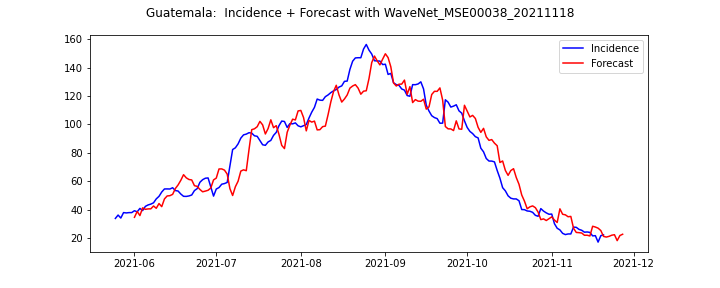 Guatemala:  Incidence + Forecast with WaveNet_MSE00038_20211118
160
140
120
100
80
60
40
20
Incidence
Forecast
2021-06 2021-07 2021-08 2021-09 2021-10 2021-11 2021-12